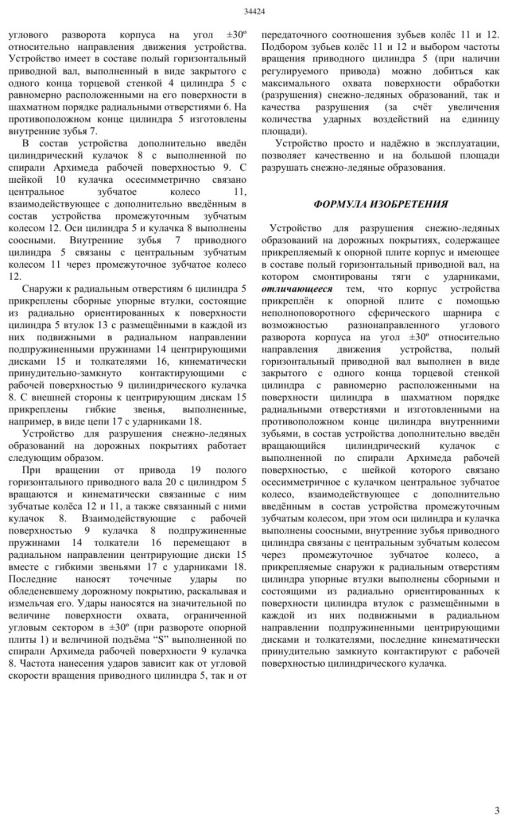 34424
углового разворота корпуса на угол ±30º
относительно направления движения устройства.
Устройство имеет в составе полый горизонтальный
приводной вал, выполненный в виде закрытого с
одного конца торцевой стенкой 4 цилиндра 5 с
равномерно расположенными на его поверхности в
шахматном порядке радиальными отверстиями 6. На
противоположном конце цилиндра 5 изготовлены
внутренние зубья 7.
В состав устройства дополнительно введён
цилиндрический кулачок 8 с выполненной по
спирали Архимеда рабочей поверхностью 9. С
шейкой 10 кулачка осесимметрично связано
центральное зубчатое колесо 11,
взаимодействующее с дополнительно введённым в
состав устройства промежуточным зубчатым
колесом 12. Оси цилиндра 5 и кулачка 8 выполнены
соосными. Внутренние зубья 7 приводного
цилиндра 5 связаны с центральным зубчатым
колесом 11 через промежуточное зубчатое колесо
12.
Снаружи к радиальным отверстиям 6 цилиндра 5
прикреплены сборные упорные втулки, состоящие
из радиально ориентированных к поверхности
цилиндра 5 втулок 13 с размещёнными в каждой из
них подвижными в радиальном направлении
подпружиненными пружинами 14 центрирующими
дисками 15 и толкателями 16, кинематически
принудительно-замкнуто контактирующими с
рабочей поверхностью 9 цилиндрического кулачка
8. С внешней стороны к центрирующим дискам 15
прикреплены гибкие звенья, выполненные,
например, в виде цепи 17 с ударниками 18.
Устройство для разрушения снежно-ледяных
образований на дорожных покрытиях работает
следующим образом.
При вращении от привода 19 полого
горизонтального приводного вала 20 с цилиндром 5
вращаются и кинематически связанные с ним
зубчатые колёса 12 и 11, а также связанный с ними
кулачок 8. Взаимодействующие с рабочей
поверхностью 9 кулачка 8 подпружиненные
пружинами 14 толкатели 16 перемещают в
радиальном направлении центрирующие диски 15
вместе с гибкими звеньями 17 с ударниками 18.
Последние наносят точечные удары по
обледеневшему дорожному покрытию, раскалывая и
измельчая его. Удары наносятся на значительной по
величине поверхности охвата, ограниченной
угловым сектором в ±30º (при развороте опорной
плиты 1) и величиной подъёма “S” выполненной по
спирали Архимеда рабочей поверхности 9 кулачка
8. Частота нанесения ударов зависит как от угловой
скорости вращения приводного цилиндра 5, так и от
передаточного соотношения зубьев колёс 11 и 12.
Подбором зубьев колёс 11 и 12 и выбором частоты
вращения приводного цилиндра 5 (при наличии
регулируемого привода) можно добиться как
максимального охвата поверхности обработки
(разрушения) снежно-ледяных образований, так и
качества разрушения (за счёт увеличения
количества ударных воздействий на единицу
площади).
Устройство просто и надёжно в эксплуатации,
позволяет качественно и на большой площади
разрушать снежно-ледяные образования.
ФОРМУЛА ИЗОБРЕТЕНИЯ
Устройство для разрушения снежно-ледяных
образований на дорожных покрытиях, содержащее
прикрепляемый к опорной плите корпус и имеющее
в составе полый горизонтальный приводной вал, на
котором смонтированы тяги с ударниками,
отличающееся тем, что корпус устройства
прикреплён к опорной плите с помощью
неполноповоротного сферического шарнира с
возможностью разнонаправленного углового
разворота корпуса на угол ±30º относительно
направления движения устройства, полый
горизонтальный приводной вал выполнен в виде
закрытого с одного конца торцевой стенкой
цилиндра с равномерно расположенными на
поверхности цилиндра в шахматном порядке
радиальными отверстиями и изготовленными на
противоположном конце цилиндра внутренними
зубьями, в состав устройства дополнительно введён
вращающийся цилиндрический кулачок с
выполненной по спирали Архимеда рабочей
поверхностью, с шейкой которого связано
осесимметричное с кулачком центральное зубчатое
колесо, взаимодействующее с дополнительно
введённым в состав устройства промежуточным
зубчатым колесом, при этом оси цилиндра и кулачка
выполнены соосными, внутренние зубья приводного
цилиндра связаны с центральным зубчатым колесом
через промежуточное зубчатое колесо, а
прикрепляемые снаружи к радиальным отверстиям
цилиндра упорные втулки выполнены сборными и
состоящими из радиально ориентированных к
поверхности цилиндра втулок с размещёнными в
каждой из них подвижными в радиальном
направлении подпружиненными центрирующими
дисками и толкателями, последние кинематически
принудительно замкнуто контактируют с рабочей
поверхностью цилиндрического кулачка.
3